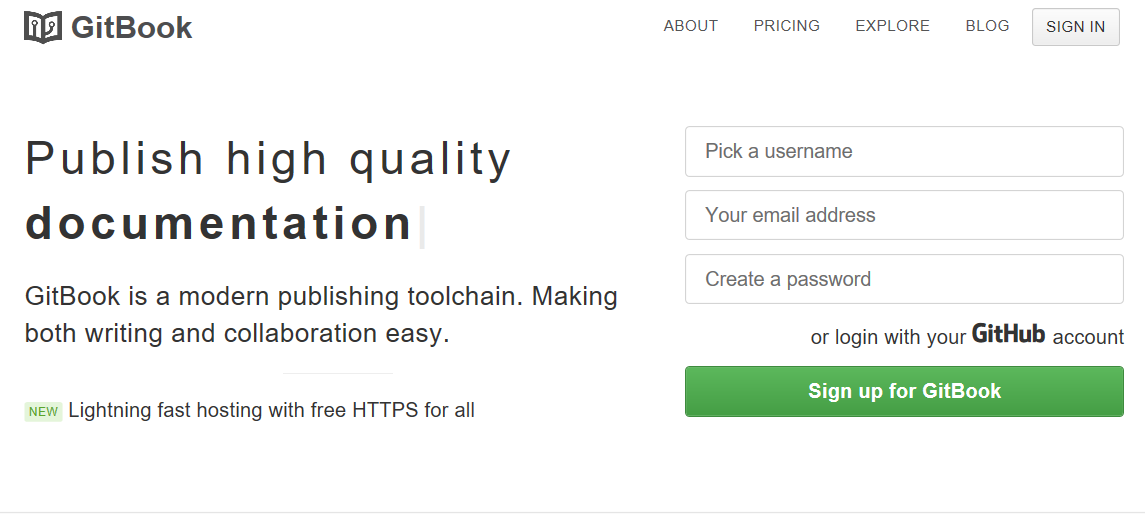 GitBook
ABOUT PRICING EXPLORE BLOG SIGN IN
Publish high quality
documentation
GitBook is a modern publishing toolchain. Making
both writing and collaboration easy.
NEW Lightning fast hosting with free HTTPS for all
Pick a username
Your email address
Create a password
or login with your GitHub account
Sign up for GitBook